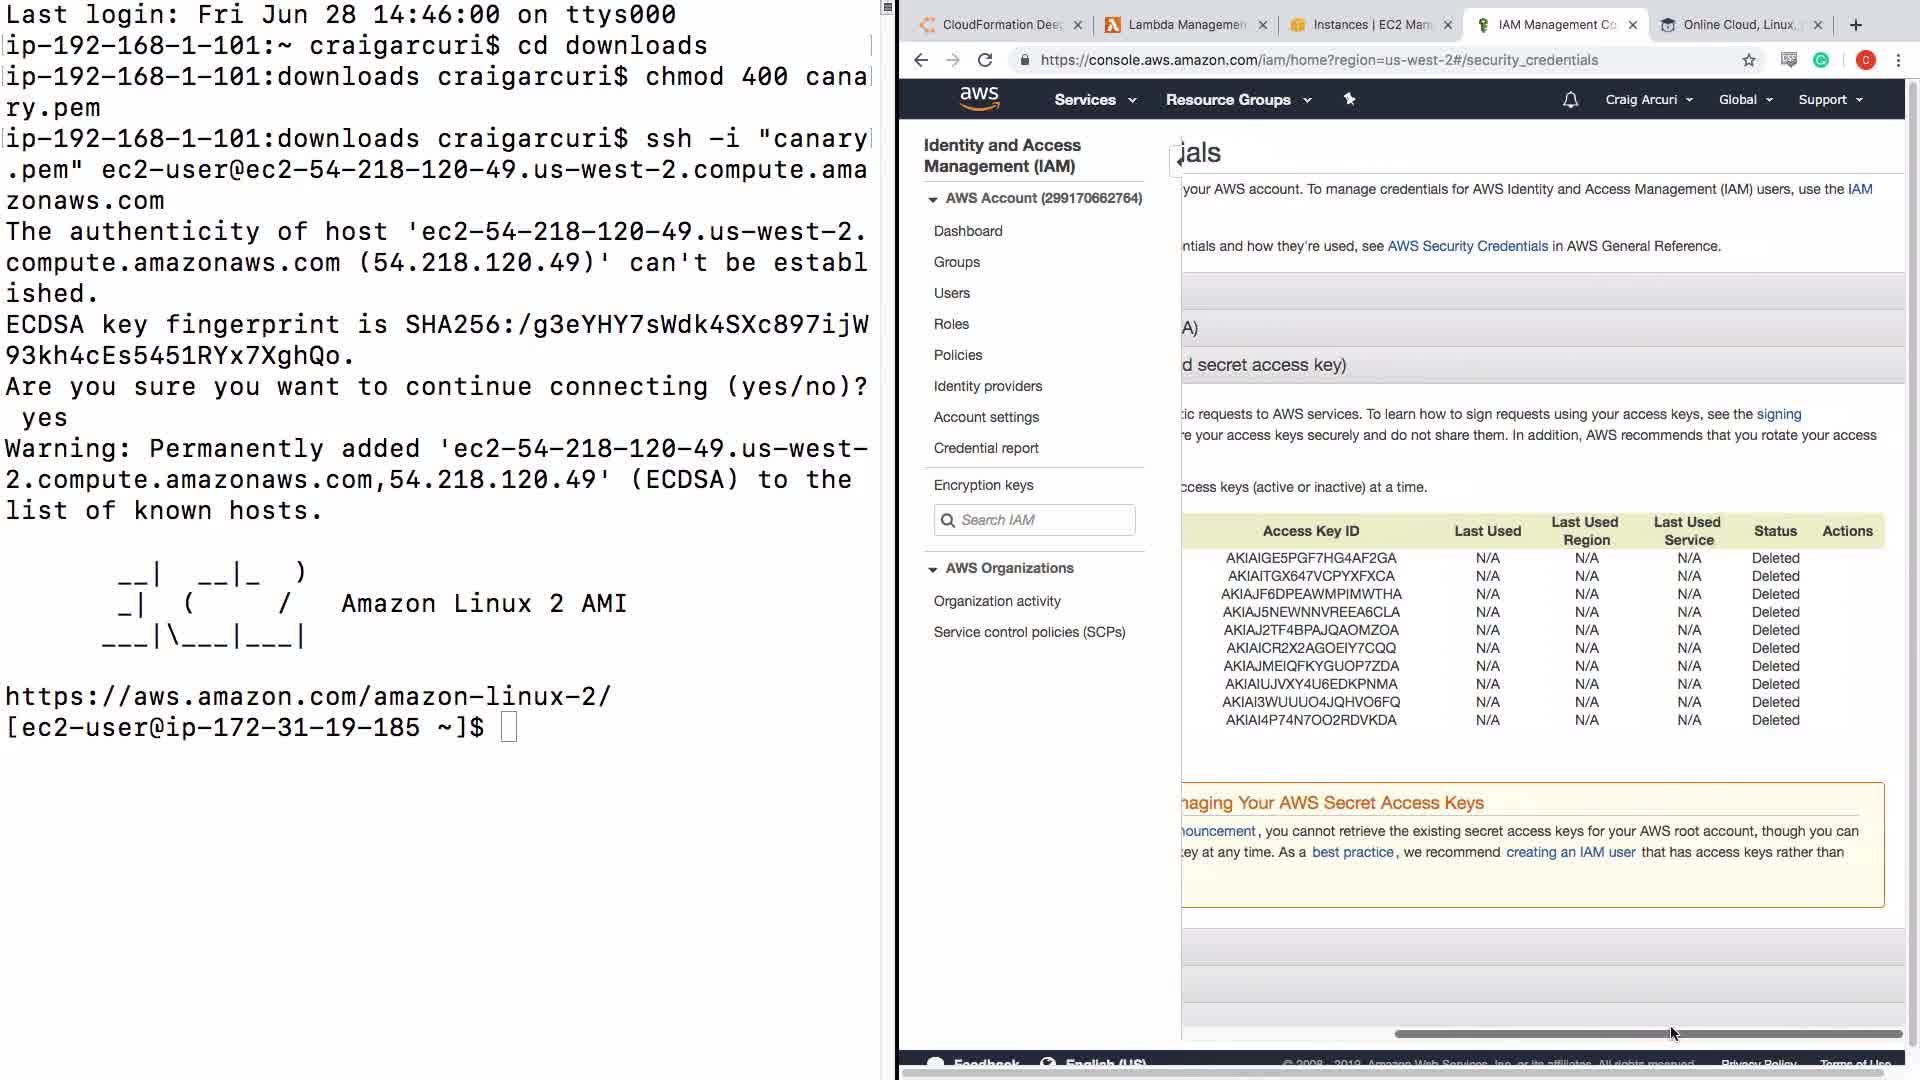 Last login: Fri Jun 28 14:46:00 on ttys000
ip-192-168-1-101:~ craigarcuri$ cd downloads
ip-192-168-1-101:downloads craigarcuri$ chmod 400 cana
ry.pem
ip-192-168-1-101:downloads craigarcuri$ ssh -i "canary
.pem" ec2-user@ec2-54-218-120-49.us-west-2.compute.ama
zonaws.com
The authenticity of host 'ec2-54-218-120-49.us-west-2.
compute.amazonaws.com (54.218.120.49)' can't be establ
ished.
ECDSA key fingerprint is SHA256:/g3eYHY7sWdk4SXc897ijW
93kh4cEs5451RYx7XghQo.
Are you sure you want to continue connecting (yes/no)?
yes
Warning: Permanently added 'ec2-54-218-120-49.us-west-
2.compute.amazonaws.com,54.218.120.49' (ECDSA) to the
list of known hosts.
__|  __|_  )
_|  (     /   Amazon Linux 2 AMI
___|\___|___|
https://aws.amazon.com/amazon-linux-2/
[ec2-user@ip-172-31-19-185 ~]$
CloudFormation Deep
Lambda Managemen
Instances | EC2 Man
IAM Management Co
Online Cloud, Linux,
https://console.aws.amazon.com/iam/home?region=us-west-2#/security_credentials
aws Services Resource Groups Craig Arcuri Global Support
Identity and Access
Management (IAM)
AWS Account (299170662764)
Dashboard
Groups
Users
Roles
Policies
Identity providers
Account settings
Credential report
Encryption keys
Search IAM
AWS Organizations
Organization activity
Service control policies (SCPs)
ials
your AWS account. To manage credentials for AWS Identity and Access Management (IAM) users, use the IAM
ntials and how they're used, see AWS Security Credentials in AWS General Reference.
A)
d secret access key)
tic requests to AWS services. To learn how to sign requests using your access keys, see the signing
re your access keys securely and do not share them. In addition, AWS recommends that you rotate your access
ccess keys (active or inactive) at a time.
Access Key ID Last Used Last Used Region Last Used Service Status Actions
AKIAIGE5PGF7HG4AF2GA N/A N/A N/A Deleted
AKIAITGX647VCPYXFXCA N/A N/A N/A Deleted
AKIAJF6DPEAWMPIMWTHA N/A N/A N/A Deleted
AKIAJ5NEWNNVREEA6CLA N/A N/A N/A Deleted
AKIAJ2TF4BPAJQAOMZOA N/A N/A N/A Deleted
AKIAICR2X2AGOEIY7CQQ N/A N/A N/A Deleted
AKIAJMEIQFKYGUOP7ZDA N/A N/A N/A Deleted
AKIAIUJVXY4U6EDKPNMA N/A N/A N/A Deleted
AKIAI3WUUUO4JQHVO6FQ N/A N/A N/A Deleted
AKIAI4P74N7OO2RDVKDA N/A N/A N/A Deleted
naging Your AWS Secret Access Keys
nouncement, you cannot retrieve the existing secret access keys for your AWS root account, though you can
key at any time. As a best practice, we recommend creating an IAM user that has access keys rather than
Feedback English (US) © 2008 - 2019, Amazon Web Services, Inc. or its affiliates. All rights reserved. Privacy Policy Terms of Use